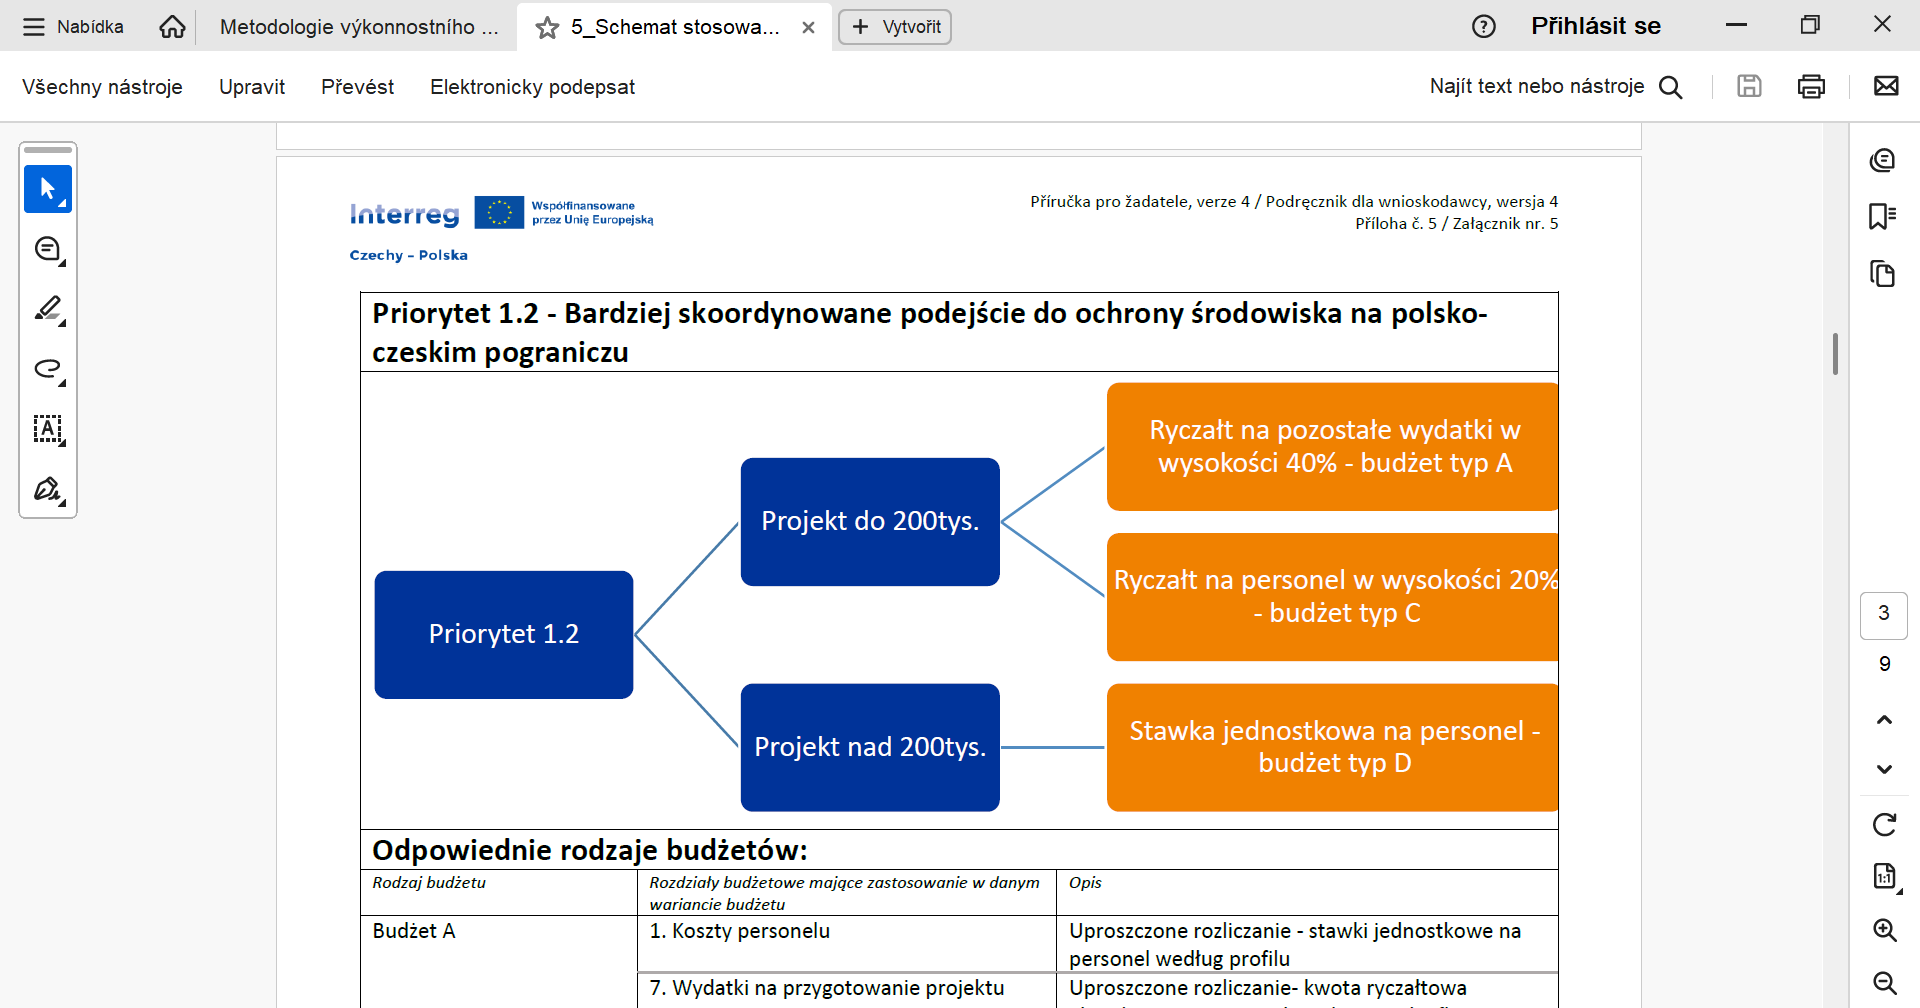 Nabídka
Metodologie výkonnostního ...
5_Schemat stosowa...
Vytvořit
Přihlásit se
Všechny nástroje
Upravit
Převést
Elektronicky podepsat
Najít text nebo nástroje
Interreg
Współfinansowane
przez Unię Europejską
Czechy – Polska
Příručka pro žadatele, verze 4 / Podręcznik dla wnioskodawcy, wersja 4
Příloha č. 5 / Załącznik nr. 5
Priorytet 1.2 - Bardziej skoordynowane podejście do ochrony środowiska na polsko-
czeskim pograniczu
Priorytet 1.2
Projekt do 200tys.
Projekt nad 200tys.
Ryczałt na pozostałe wydatki w
wysokości 40% - budżet typ A
Ryczałt na personel w wysokości 20%
- budżet typ C
Stawka jednostkowa na personel -
budżet typ D
Odpowiednie rodzaje budżetów:
Rodzaj budżetu
Rozdziały budżetowe mające zastosowanie w danym
wariancie budżetu
Opis
Budżet A
1. Koszty personelu
Uproszczone rozliczanie - stawki jednostkowe na
personel według profilu
7. Wydatki na przygotowanie projektu
Uproszczone rozliczanie- kwota ryczałtowa
3
9
1:1